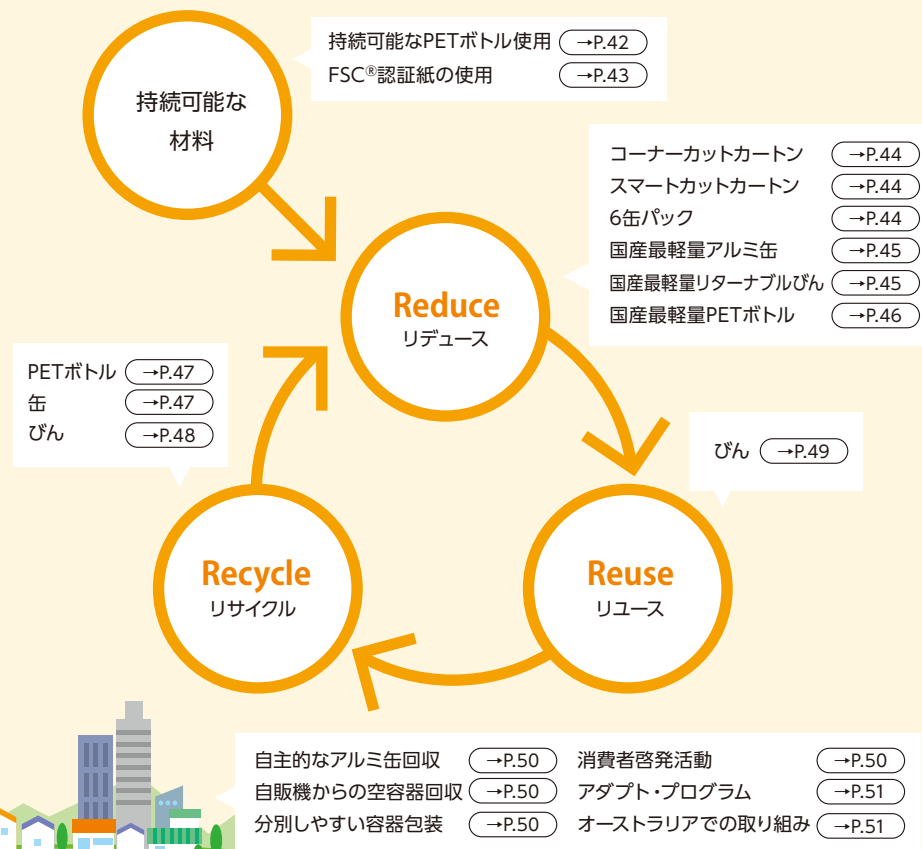 持続可能な
材料
持続可能なPETボトル使用 →P.42
FSC®認証紙の使用 →P.43
コーナーカットカートン →P.44
スマートカットカートン →P.44
6缶パック →P.44
国産最軽量アルミ缶 →P.45
国産最軽量リターナブルびん →P.45
国産最軽量PETボトル →P.46
Reduce
リデュース
PETボトル →P.47
缶 →P.47
びん →P.48
びん →P.49
Recycle
リサイクル
Reuse
リユース
自主的なアルミ缶回収 →P.50
自販機からの空容器回収 →P.50
分別しやすい容器包装 →P.50
消費者啓発活動 →P.50
アダプト・プログラム →P.51
オーストラリアでの取り組み →P.51